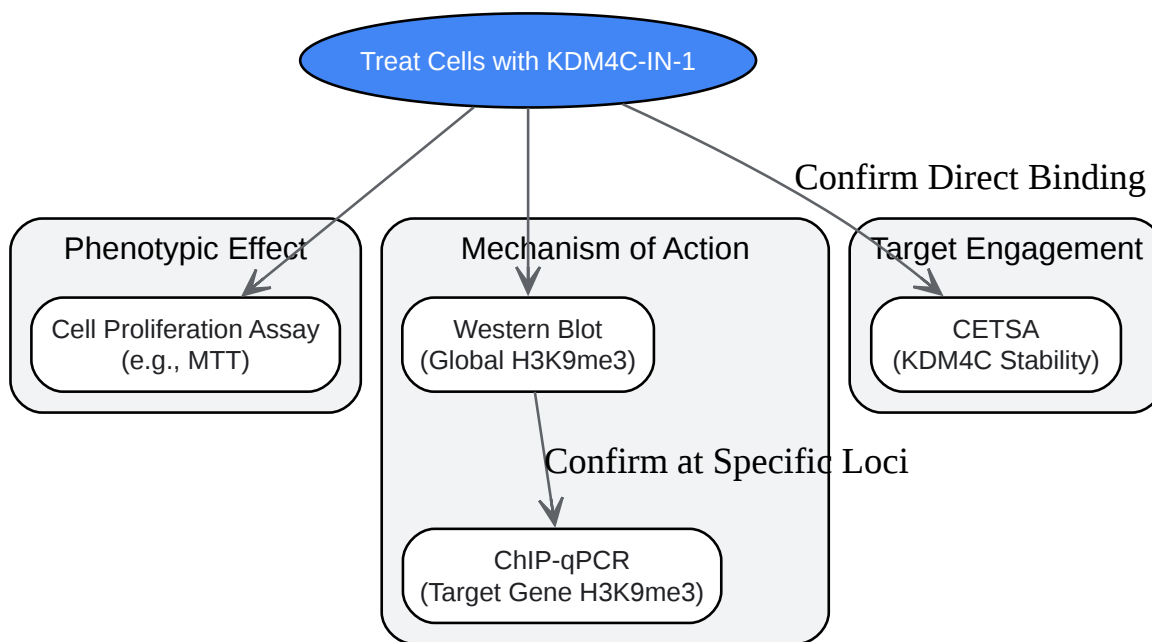 Treat Cells with KDM4C-IN-1
Confirm Direct Binding
Phenotypic Effect
Mechanism of Action
Target Engagement
Cell Proliferation Assay
(e.g., MTT)
Western Blot
(Global H3K9me3)
CETSA
(KDM4C Stability)
Confirm at Specific Loci
ChIP-qPCR
(Target Gene H3K9me3)